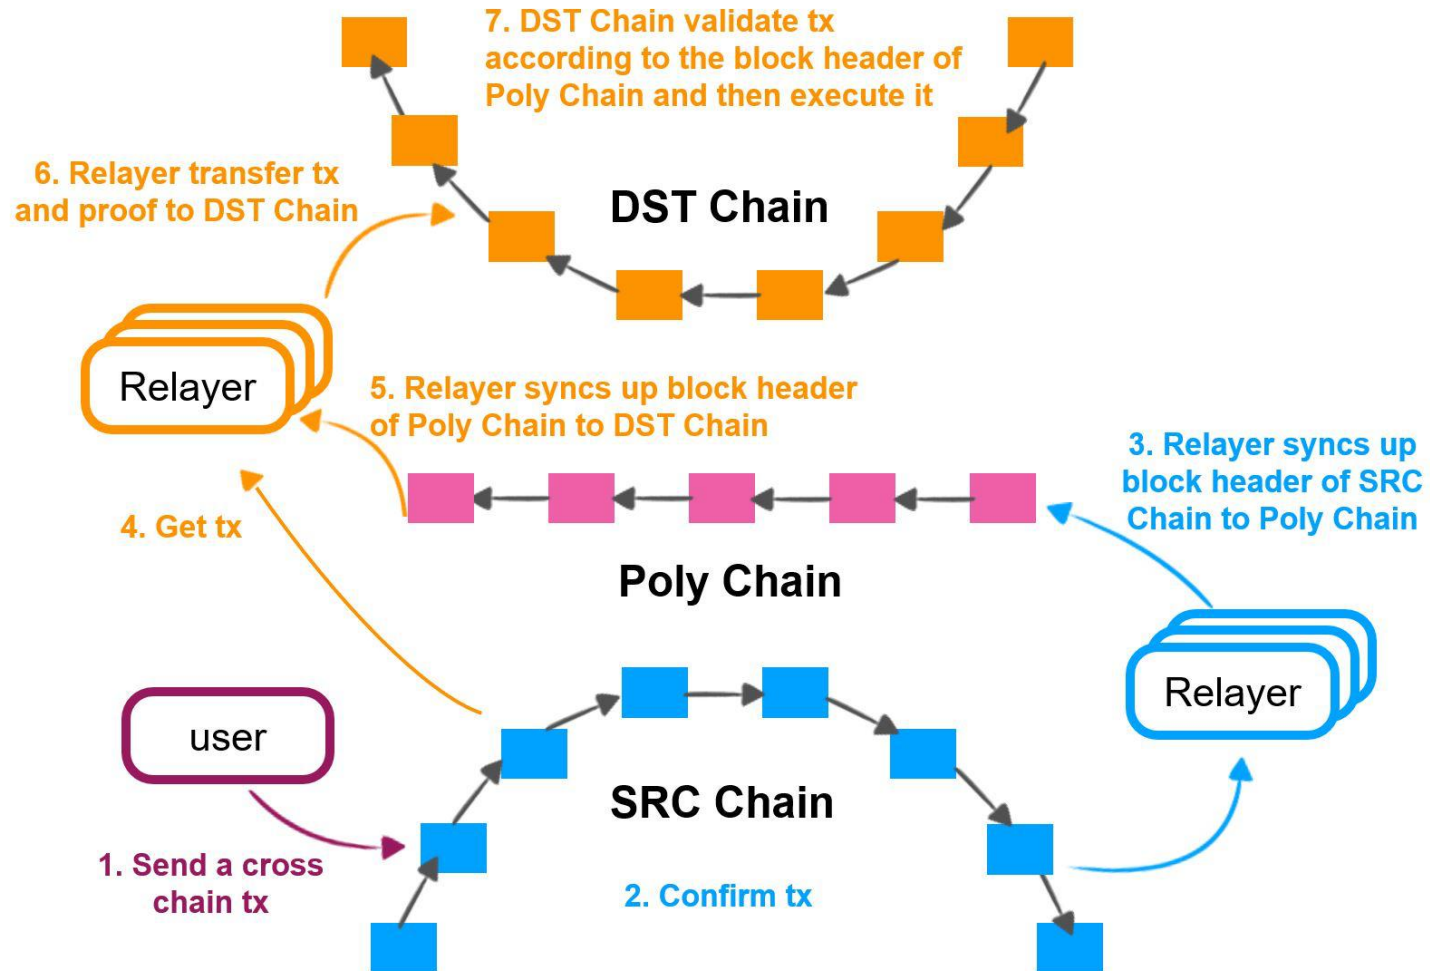 7. DST Chain validate tx
according to the block header of
Poly Chain and then execute it
6. Relayer transfer tx
and proof to DST Chain
DST Chain
Relayer
5. Relayer syncs up block header
of Poly Chain to DST Chain
3. Relayer syncs up
block header of SRC
Chain to Poly Chain
4. Get tx
Poly Chain
Relayer
user
SRC Chain
1. Send a cross
chain tx
2. Confirm tx